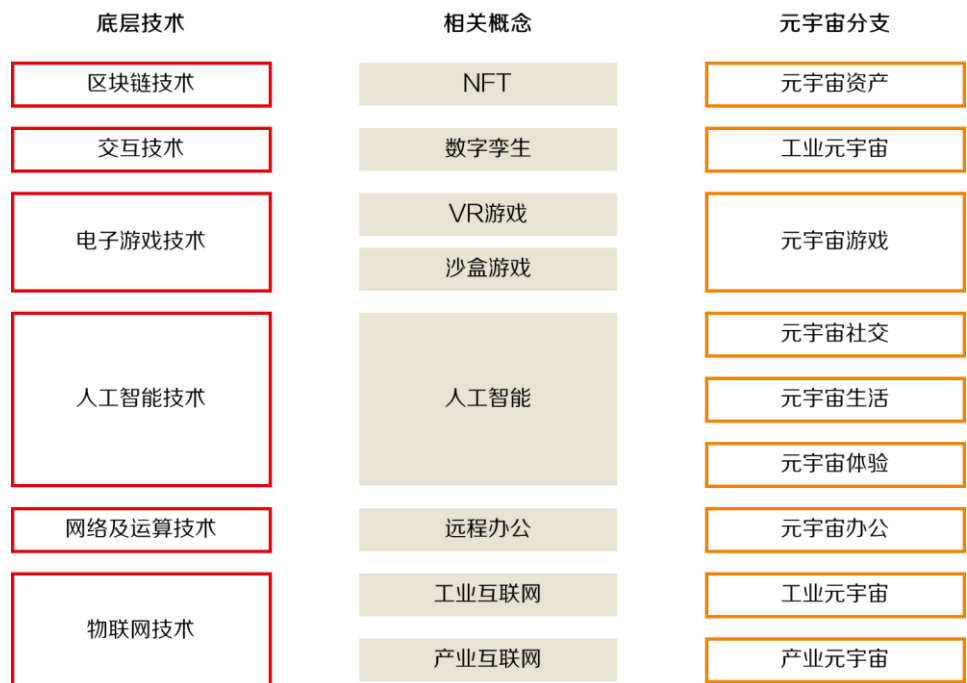 底层技术 相关概念 元宇宙分支
区块链技术 NFT 元宇宙资产
交互技术 数字孪生 工业元宇宙
电子游戏技术 VR游戏 元宇宙游戏
沙盒游戏
元宇宙社交
人工智能技术 人工智能 元宇宙生活
元宇宙体验
网络及运算技术 远程办公 元宇宙办公
物联网技术 工业互联网 工业元宇宙
产业互联网 产业元宇宙